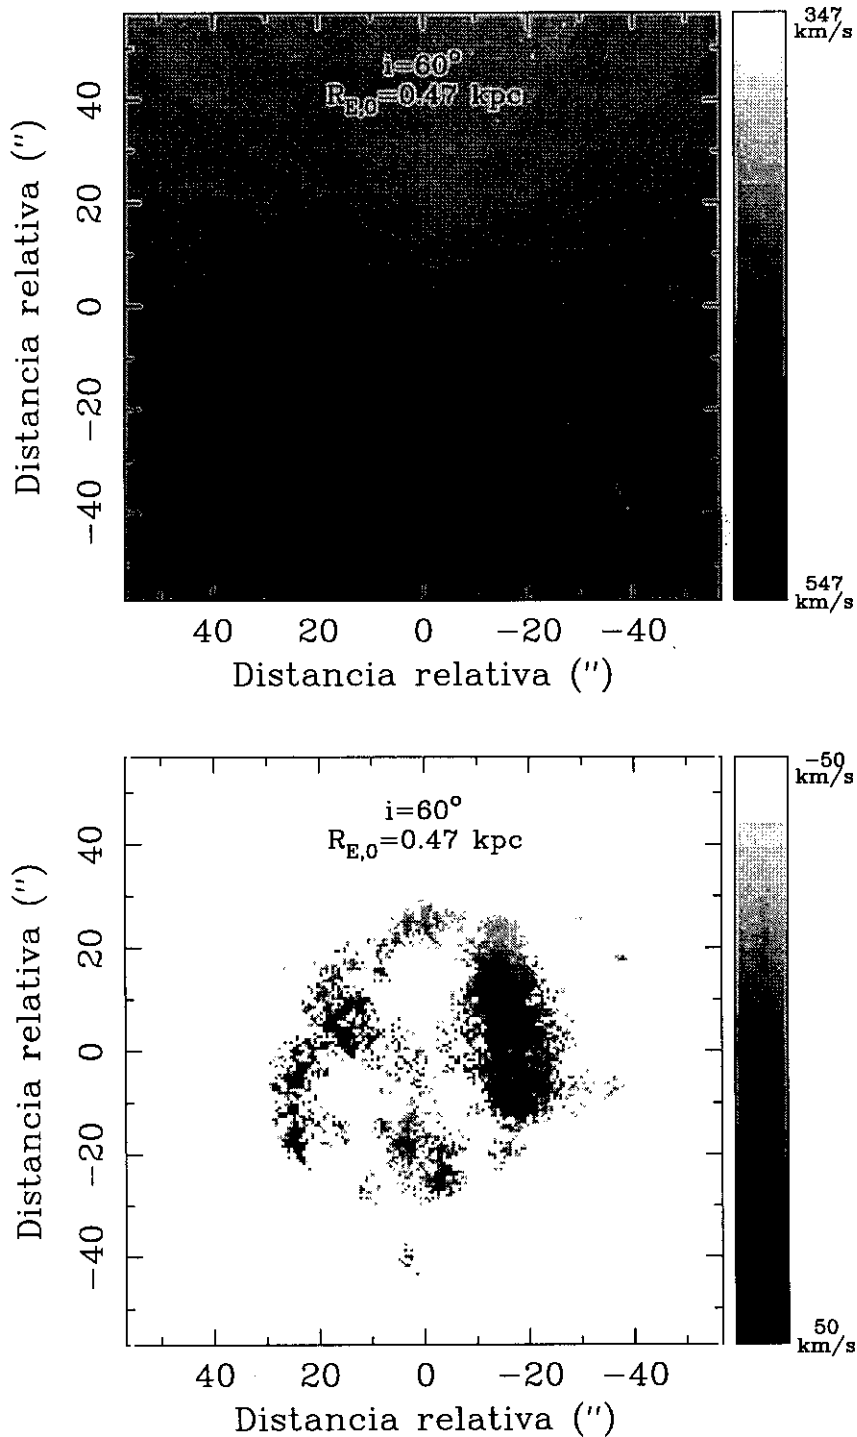 347
km/s
i=60°
R_E,0=0.47 kpc
Distancia relativa (″)
40
20
0
−20
−40
547
km/s
40 20 0 −20 −40
Distancia relativa (″)
−50
km/s
i=60°
R_E,0=0.47 kpc
Distancia relativa (″)
40
20
0
−20
−40
50
km/s
40 20 0 −20 −40
Distancia relativa (″)